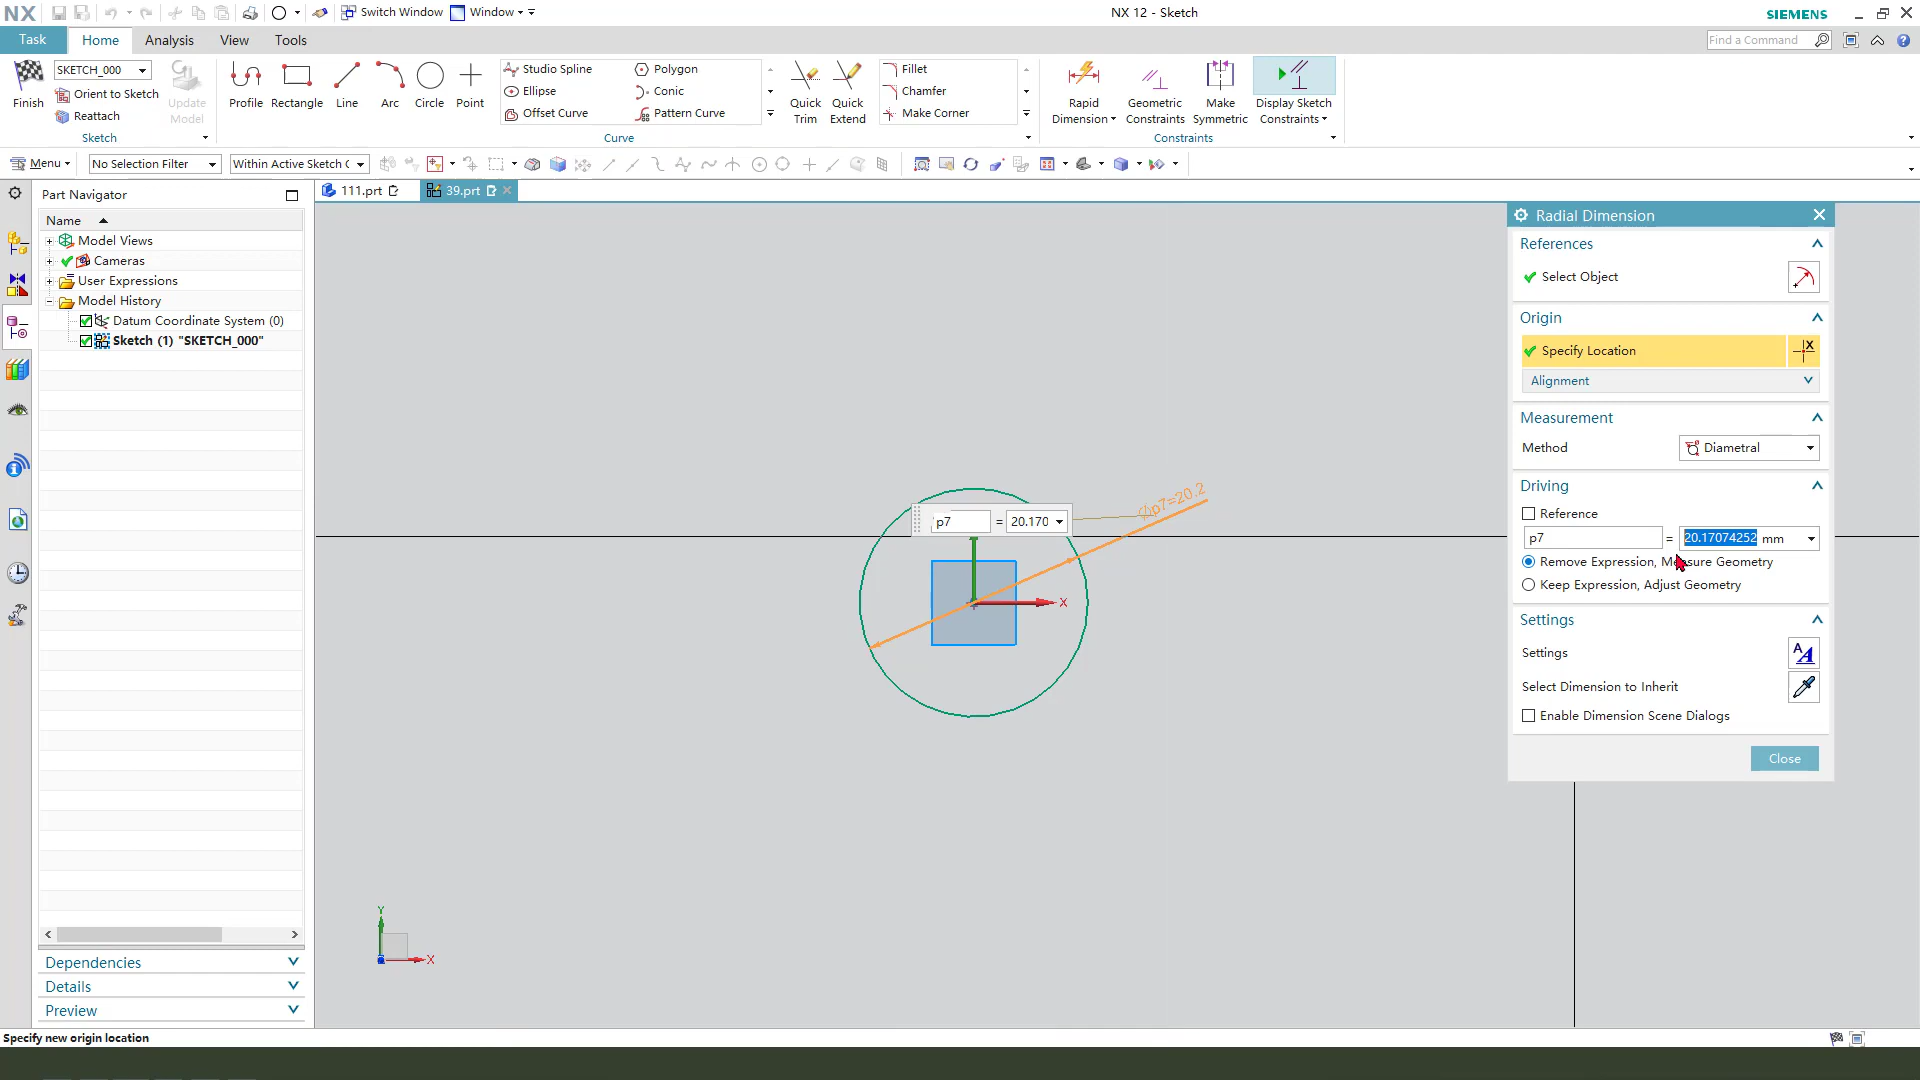 NX
Switch Window
Window
NX 12 - Sketch
SIEMENS
Task
Home
Analysis
View
Tools
Find a Command
Finish
SKETCH_000
Orient to Sketch
Reattach
Update Model
Profile
Rectangle
Line
Arc
Circle
Point
Studio Spline
Ellipse
Offset Curve
Polygon
Conic
Pattern Curve
Quick Trim
Quick Extend
Fillet
Chamfer
Make Corner
Rapid Dimension
Geometric Constraints
Make Symmetric
Display Sketch Constraints
Sketch
Curve
Constraints
Menu
No Selection Filter
Within Active Sketch
Part Navigator
111.prt
39.prt
Name
Model Views
Cameras
User Expressions
Model History
Datum Coordinate System (0)
Sketch (1) "SKETCH_000"
Dependencies
Details
Preview
p7 = 20.170
∅p7=20.2
X
Y
X
Radial Dimension
References
Select Object
Origin
Specify Location
Alignment
Measurement
Method
Diametral
Driving
Reference
p7 = 20.17074252 mm
Remove Expression, Measure Geometry
Keep Expression, Adjust Geometry
Settings
Settings
Select Dimension to Inherit
Enable Dimension Scene Dialogs
Close
Specify new origin location